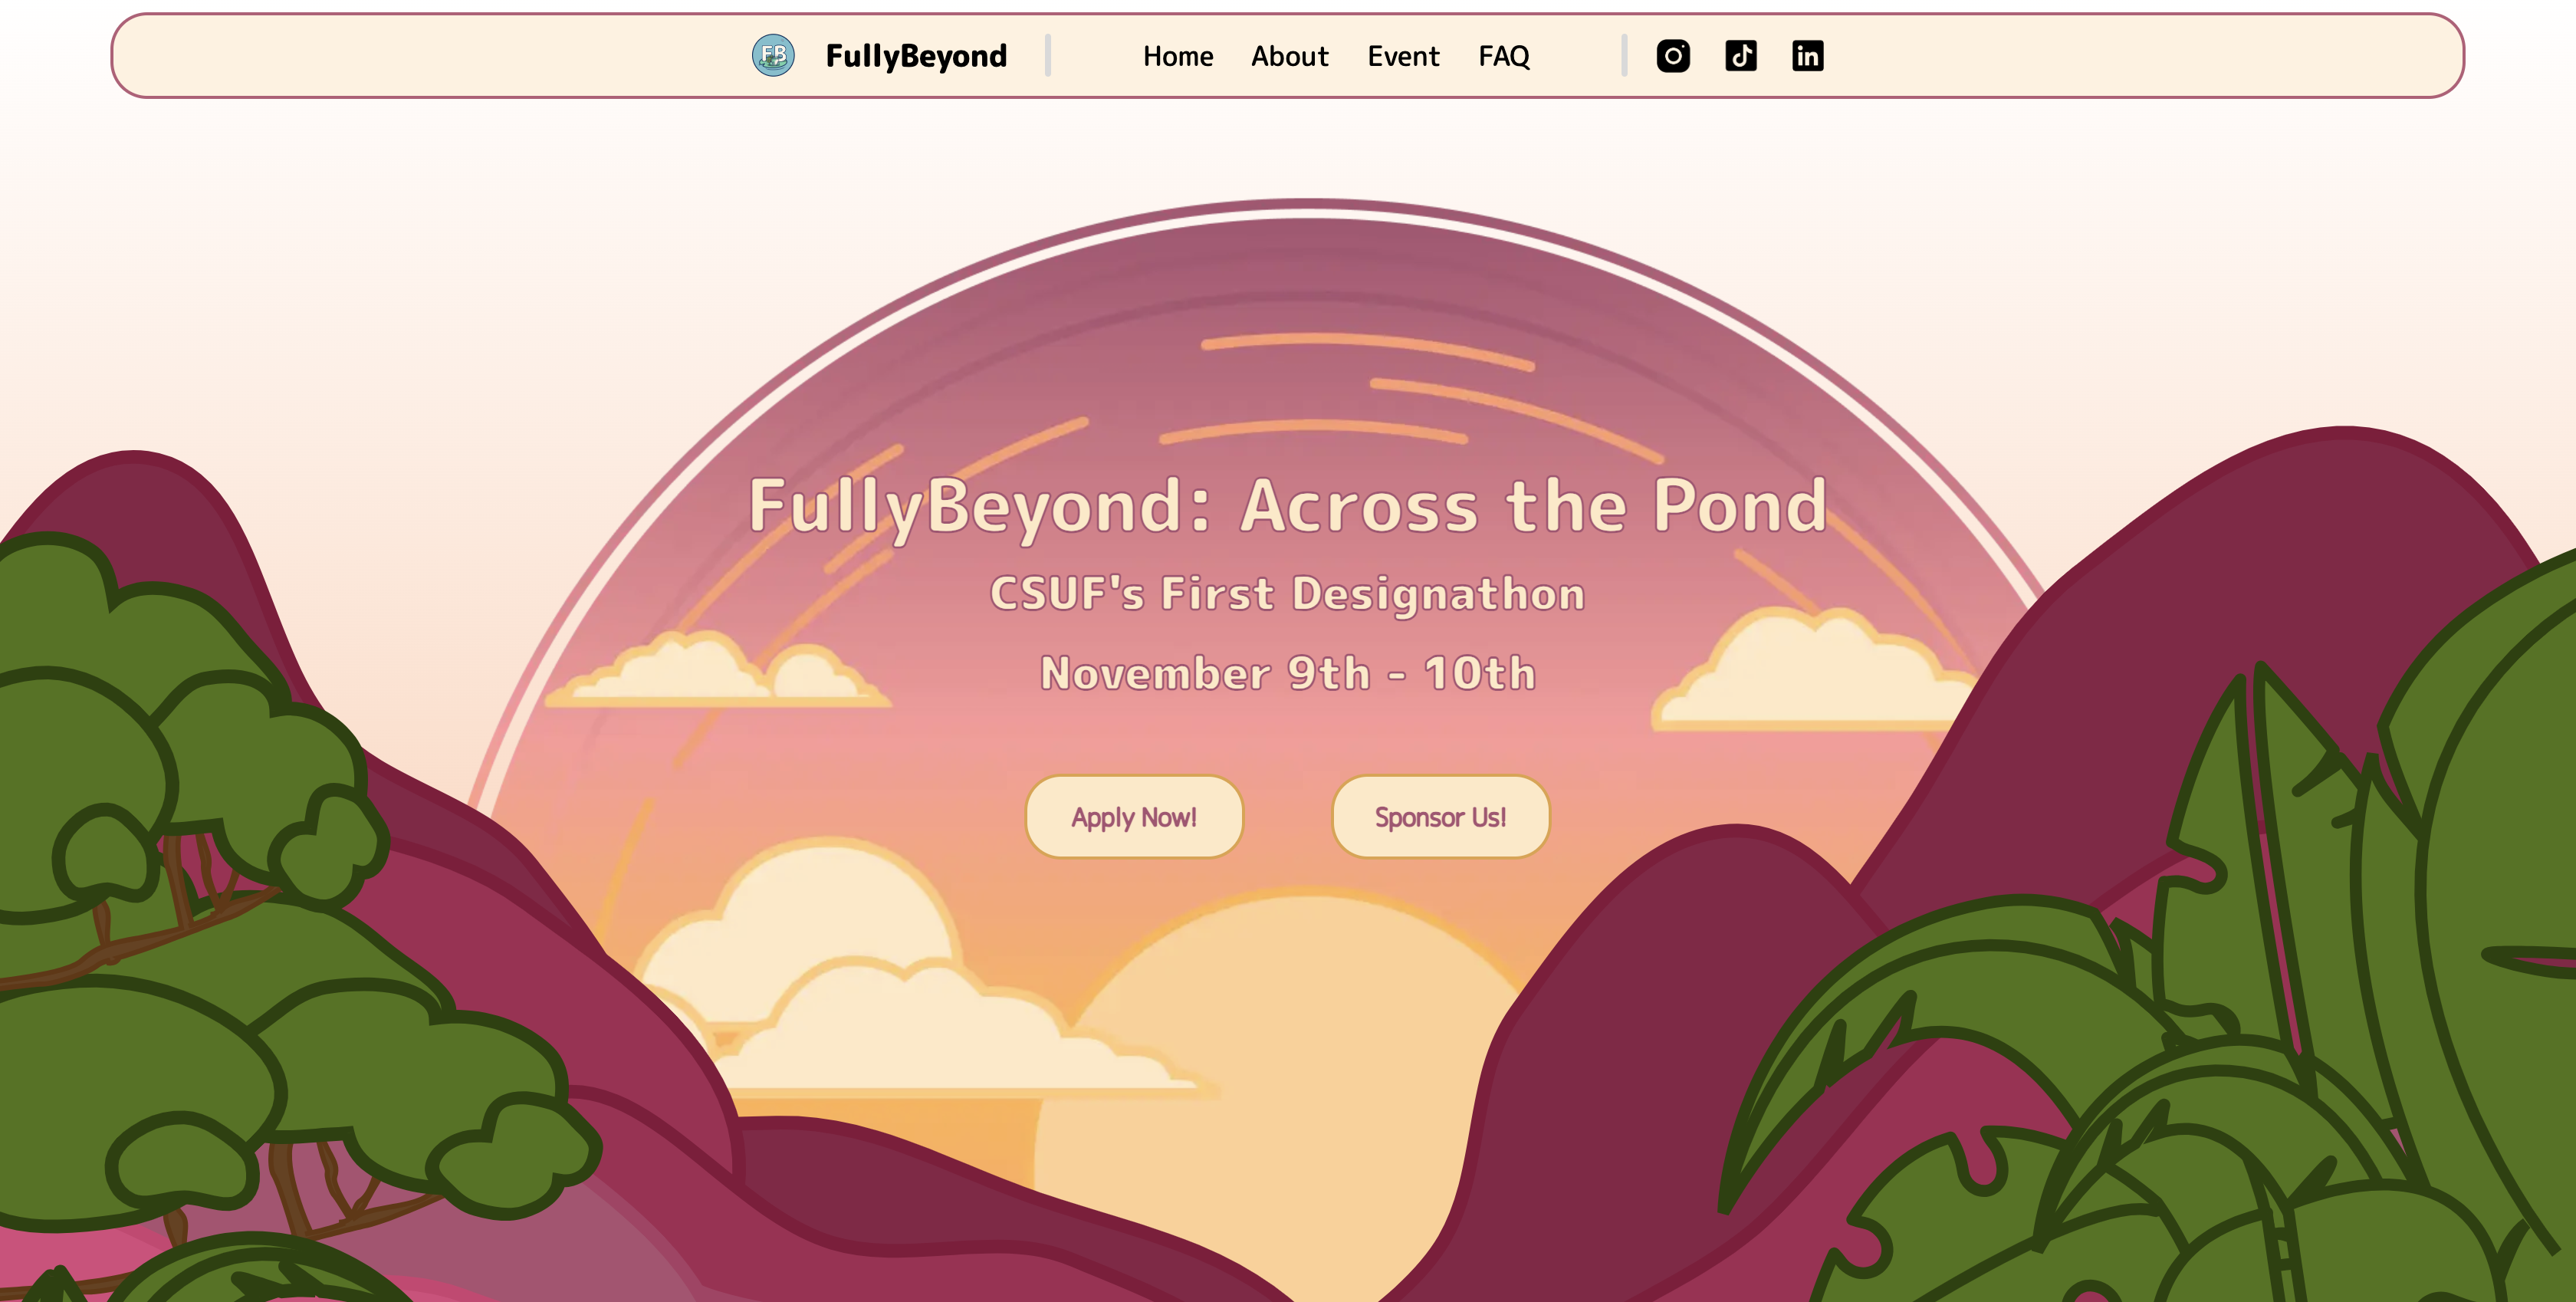 FB FullyBeyond Home About Event FAQ
FullyBeyond: Across the Pond
CSUF's First Designathon
November 9th - 10th
Apply Now! Sponsor Us!